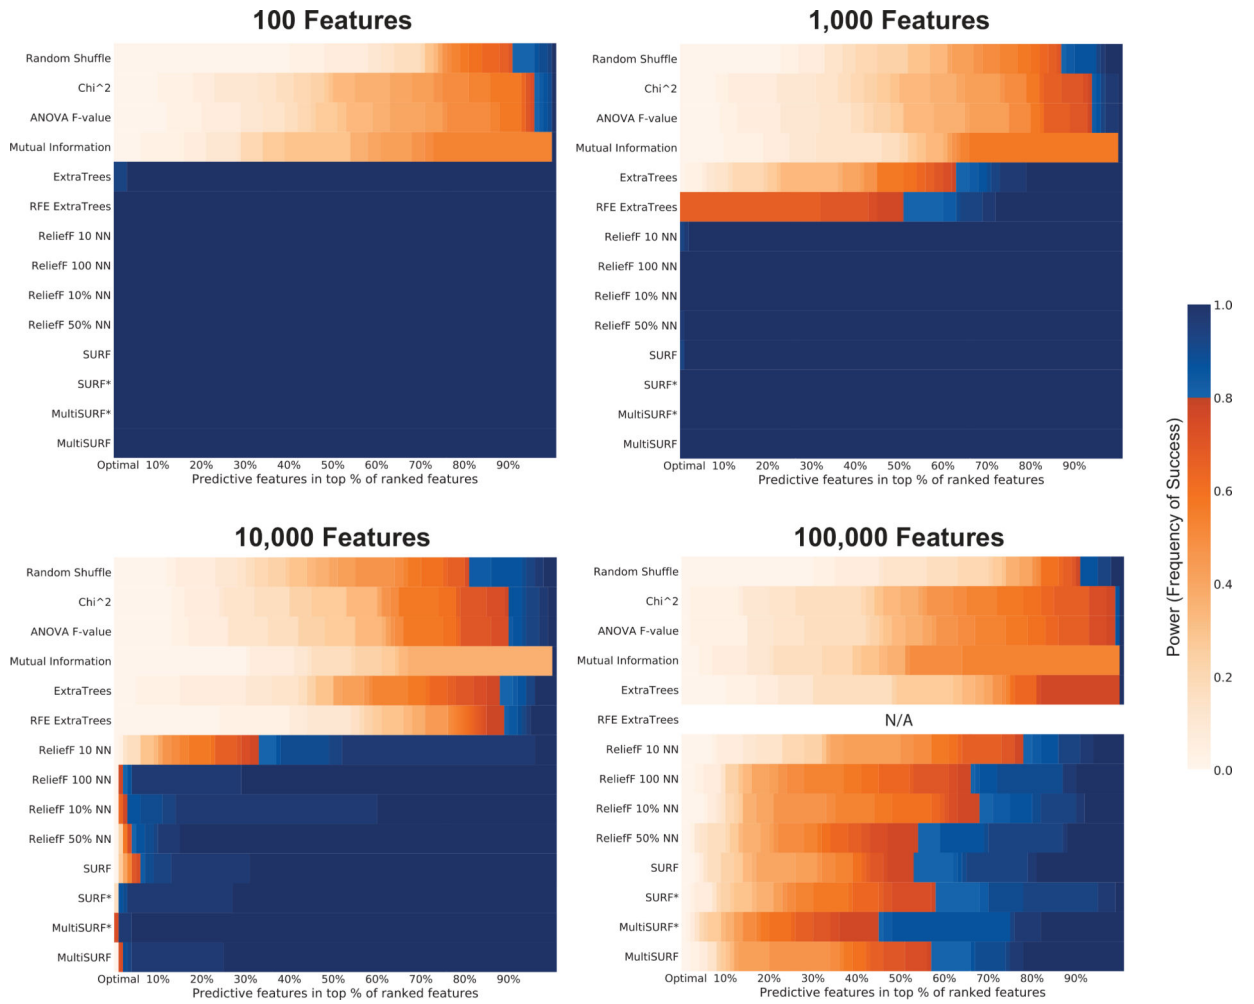 100 Features
Random Shuffle
Chi^2
ANOVA F-value
Mutual Information
ExtraTrees
RFE ExtraTrees
ReliefF 10 NN
ReliefF 100 NN
ReliefF 10% NN
ReliefF 50% NN
SURF
SURF*
MultiSURF*
MultiSURF
Optimal 10% 20% 30% 40% 50% 60% 70% 80% 90%
Predictive features in top % of ranked features
1,000 Features
Random Shuffle
Chi^2
ANOVA F-value
Mutual Information
ExtraTrees
RFE ExtraTrees
ReliefF 10 NN
ReliefF 100 NN
ReliefF 10% NN
ReliefF 50% NN
SURF
SURF*
MultiSURF*
MultiSURF
Optimal 10% 20% 30% 40% 50% 60% 70% 80% 90%
Predictive features in top % of ranked features
10,000 Features
Random Shuffle
Chi^2
ANOVA F-value
Mutual Information
ExtraTrees
RFE ExtraTrees
ReliefF 10 NN
ReliefF 100 NN
ReliefF 10% NN
ReliefF 50% NN
SURF
SURF*
MultiSURF*
MultiSURF
Optimal 10% 20% 30% 40% 50% 60% 70% 80% 90%
Predictive features in top % of ranked features
100,000 Features
Random Shuffle
Chi^2
ANOVA F-value
Mutual Information
ExtraTrees
RFE ExtraTrees
N/A
ReliefF 10 NN
ReliefF 100 NN
ReliefF 10% NN
ReliefF 50% NN
SURF
SURF*
MultiSURF*
MultiSURF
Optimal 10% 20% 30% 40% 50% 60% 70% 80% 90%
Predictive features in top % of ranked features
1.0
0.8
0.6
0.4
0.2
0.0
Power (Frequency of Success)